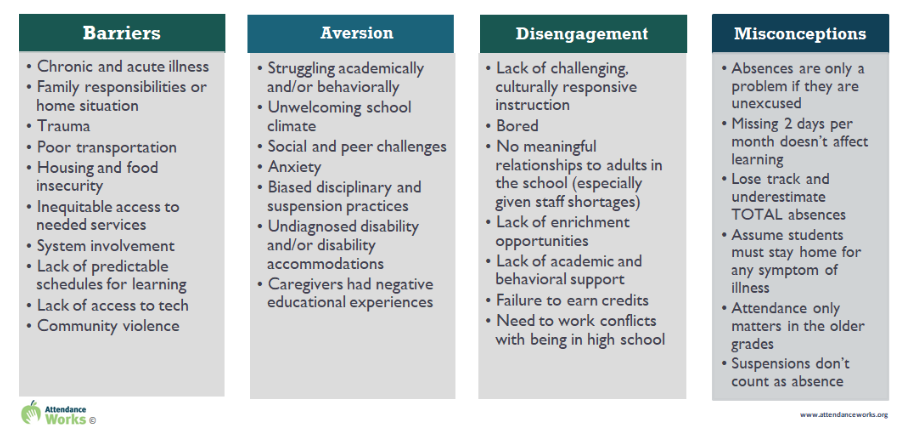 Barriers
• Chronic and acute illness
• Family responsibilities or
home situation
• Trauma
• Poor transportation
• Housing and food
insecurity
• Inequitable access to
needed services
• System involvement
• Lack of predictable
schedules for learning
• Lack of access to tech
• Community violence
Aversion
• Struggling academically
and/or behaviorally
• Unwelcoming school
climate
• Social and peer challenges
• Anxiety
• Biased disciplinary and
suspension practices
• Undiagnosed disability
and/or disability
accommodations
• Caregivers had negative
educational experiences
Disengagement
• Lack of challenging,
culturally responsive
instruction
• Bored
• No meaningful
relationships to adults in
the school (especially
given staff shortages)
• Lack of enrichment
opportunities
• Lack of academic and
behavioral support
• Failure to earn credits
• Need to work conflicts
with being in high school
Misconceptions
• Absences are only a
problem if they are
unexcused
• Missing 2 days per
month doesn't affect
learning
• Lose track and
underestimate
TOTAL absences
• Assume students
must stay home for
any symptom of
illness
• Attendance only
matters in the older
grades
• Suspensions don't
count as absence
Attendance
Works ©
www.attendanceworks.org